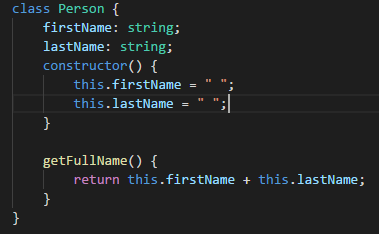 class Person {
    firstName: string;
    lastName: string;
    constructor() {
        this.firstName = " ";
        this.lastName = " ";
    }

    getFullName() {
        return this.firstName + this.lastName;
    }
}